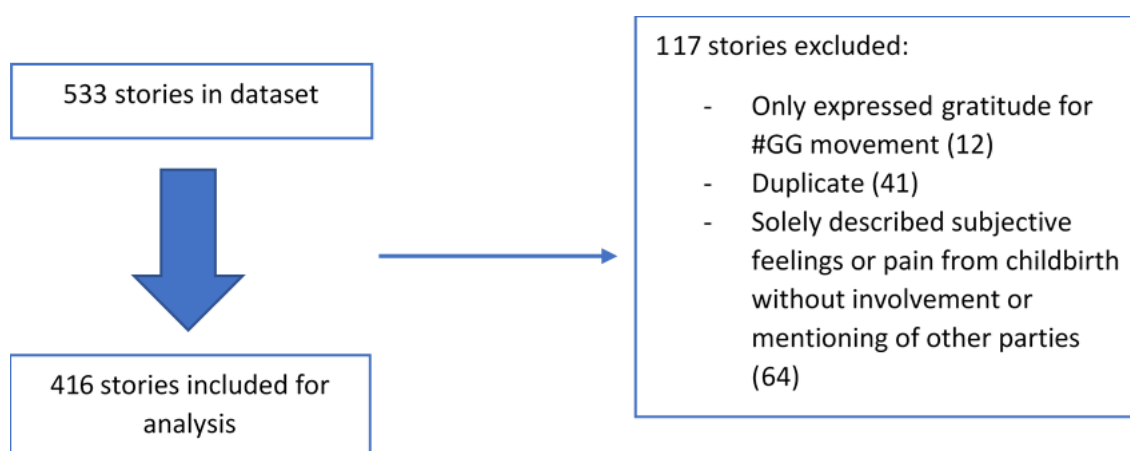 533 stories in dataset
416 stories included for
analysis
117 stories excluded:
- Only expressed gratitude for
#GG movement (12)
- Duplicate (41)
- Solely described subjective
feelings or pain from childbirth
without involvement or
mentioning of other parties
(64)